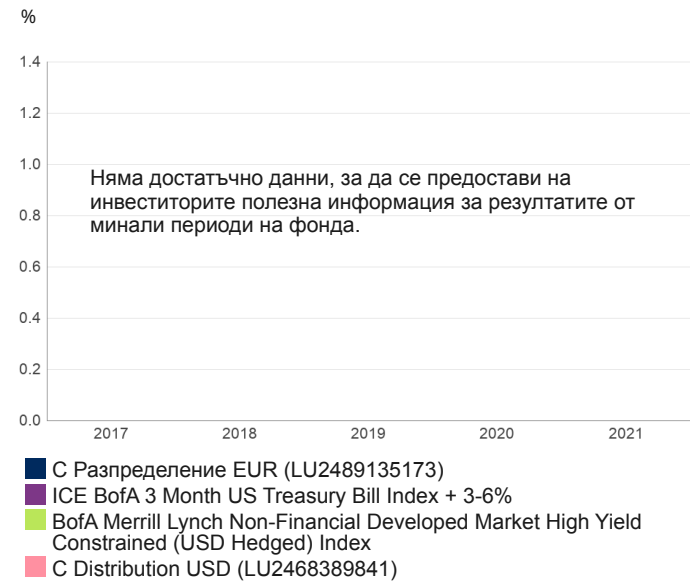 %
1.4
1.2
1.0
Няма достатъчно данни, за да се предостави на
инвеститорите полезна информация за резултатите от
0.8
минали периоди на фонда.
0.6
0.4
0.2
0.0
2017 2018 2019 2020 2021
С Разпределение EUR (LU2489135173)
ICE BofA 3 Month US Treasury Bill Index + 3-6%
BofA Merrill Lynch Non-Financial Developed Market High Yield
Constrained (USD Hedged) Index
C Distribution USD (LU2468389841)